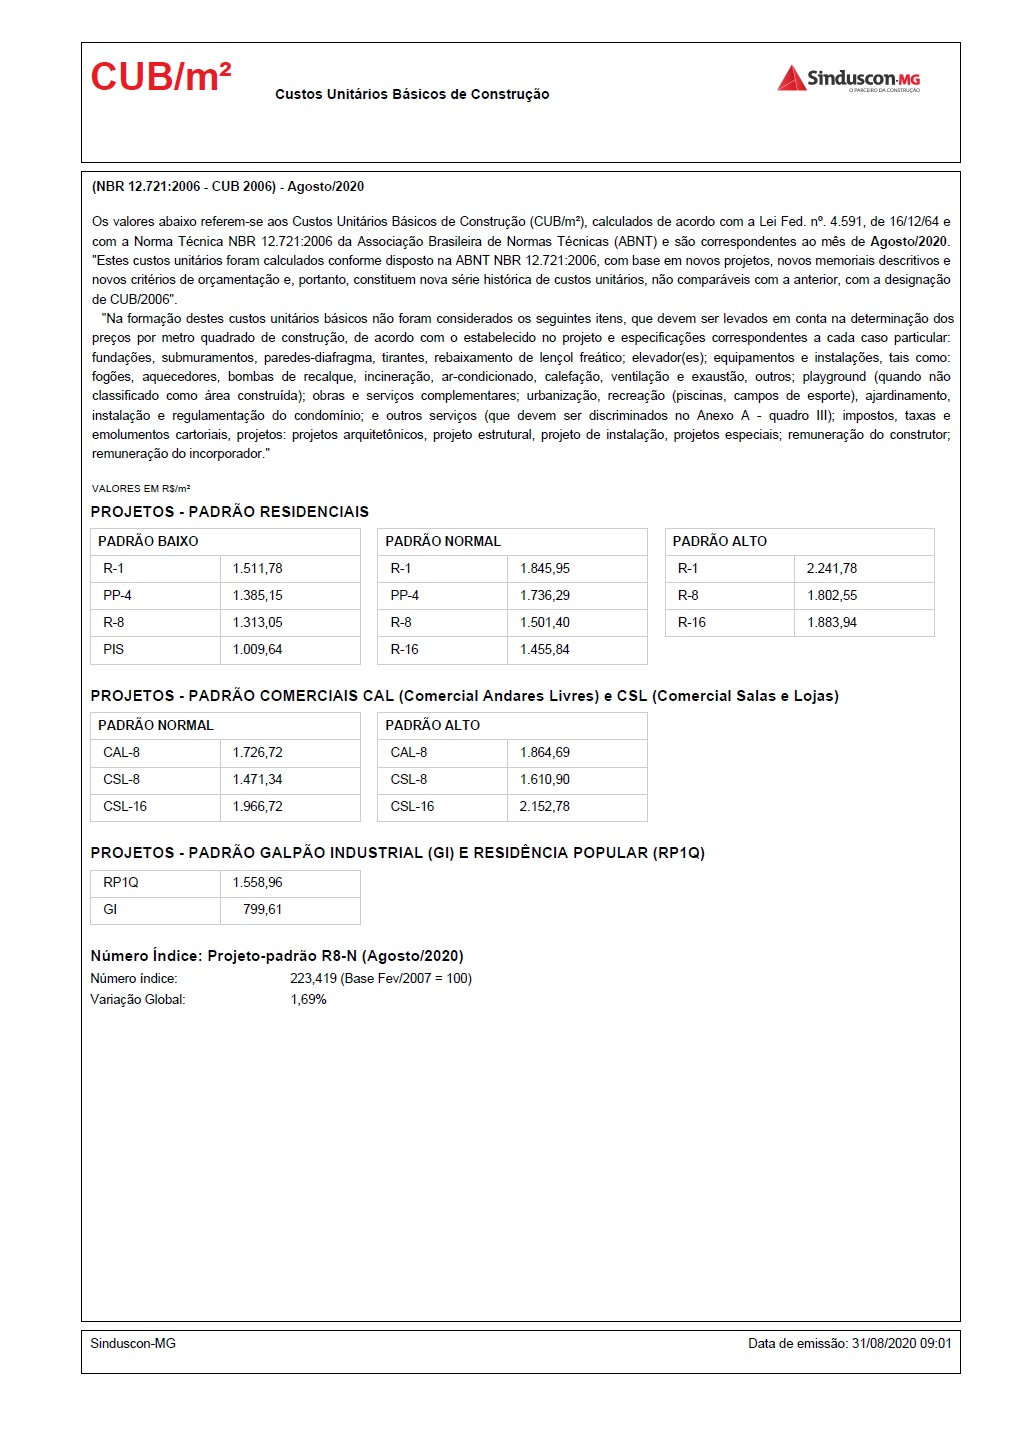 CUB/m²
Custos Unitários Básicos de Construção
Sinduscon-MG
O PARCEIRO DA CONSTRUÇÃO
(NBR 12.721:2006 - CUB 2006) - Agosto/2020
Os valores abaixo referem-se aos Custos Unitários Básicos de Construção (CUB/m²), calculados de acordo com a Lei Fed. nº. 4.591, de 16/12/64 e
com a Norma Técnica NBR 12.721:2006 da Associação Brasileira de Normas Técnicas (ABNT) e são correspondentes ao mês de Agosto/2020.
"Estes custos unitários foram calculados conforme disposto na ABNT NBR 12.721:2006, com base em novos projetos, novos memoriais descritivos e
novos critérios de orçamentação e, portanto, constituem nova série histórica de custos unitários, não comparáveis com a anterior, com a designação
de CUB/2006".
"Na formação destes custos unitários básicos não foram considerados os seguintes itens, que devem ser levados em conta na determinação dos
preços por metro quadrado de construção, de acordo com o estabelecido no projeto e especificações correspondentes a cada caso particular:
fundações, submuramentos, paredes-diafragma, tirantes, rebaixamento de lençol freático; elevador(es); equipamentos e instalações, tais como:
fogões, aquecedores, bombas de recalque, incineração, ar-condicionado, calefação, ventilação e exaustão, outros; playground (quando não
classificado como área construída); obras e serviços complementares; urbanização, recreação (piscinas, campos de esporte), ajardinamento,
instalação e regulamentação do condomínio; e outros serviços (que devem ser discriminados no Anexo A - quadro III); impostos, taxas e
emolumentos cartoriais, projetos: projetos arquitetônicos, projeto estrutural, projeto de instalação, projetos especiais; remuneração do construtor;
remuneração do incorporador."
VALORES EM R$/m²
PROJETOS - PADRÃO RESIDENCIAIS
PADRÃO BAIXO PADRÃO NORMAL PADRÃO ALTO
R-1 1.511,78 R-1 1.845,95 R-1 2.241,78
PP-4 1.385,15 PP-4 1.736,29 R-8 1.802,55
R-8 1.313,05 R-8 1.501,40 R-16 1.883,94
PIS 1.009,64 R-16 1.455,84
PROJETOS - PADRÃO COMERCIAIS CAL (Comercial Andares Livres) e CSL (Comercial Salas e Lojas)
PADRÃO NORMAL PADRÃO ALTO
CAL-8 1.726,72 CAL-8 1.864,69
CSL-8 1.471,34 CSL-8 1.610,90
CSL-16 1.966,72 CSL-16 2.152,78
PROJETOS - PADRÃO GALPÃO INDUSTRIAL (GI) E RESIDÊNCIA POPULAR (RP1Q)
RP1Q 1.558,96
GI 799,61
Número Índice: Projeto-padrão R8-N (Agosto/2020)
Número índice: 223,419 (Base Fev/2007 = 100)
Variação Global: 1,69%
Sinduscon-MG Data de emissão: 31/08/2020 09:01